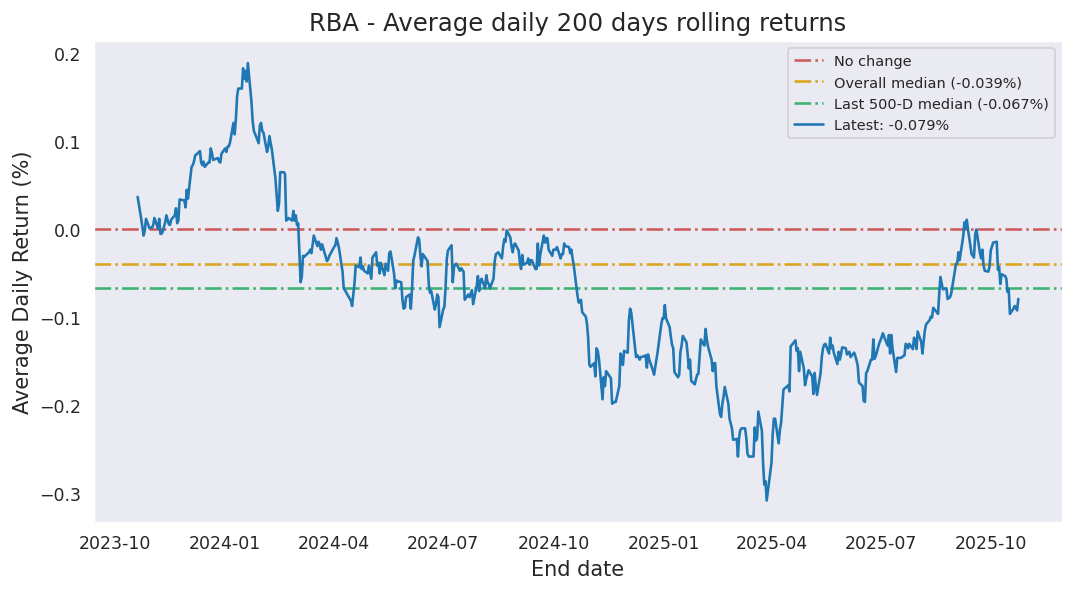 RBA - Average daily 200 days rolling returns
Average Daily Return (%)
0.2
0.1
0.0
−0.1
−0.2
−0.3
No change
Overall median (-0.039%)
Last 500-D median (-0.067%)
Latest: -0.079%
2023-10 2024-01 2024-04 2024-07 2024-10 2025-01 2025-04 2025-07 2025-10
End date